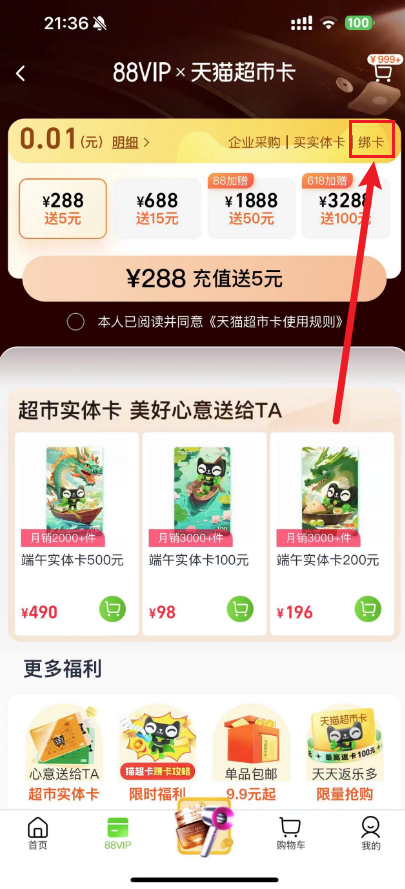 21:36
100
88VIP × 天猫超市卡
¥999+
0.01(元) 明细 >
企业采购 | 买实体卡 | 绑卡
88加赠
618加赠
¥288
¥688
¥1888
¥3288
送5元
送15元
送50元
送100元
¥288 充值送5元
本人已阅读并同意《天猫超市卡使用规则》
超市实体卡 美好心意送给TA
月销2000+件
月销3000+件
月销3000+件
端午实体卡500元
端午实体卡100元
端午实体卡200元
¥490
¥98
¥196
更多福利
猫超卡赚卡攻略
天猫超市卡
最高返卡100元
心意送给TA
单品包邮
天天返乐多
超市实体卡
限时福利
9.9元起
限量抢购
首页
88VIP
购物车
我的